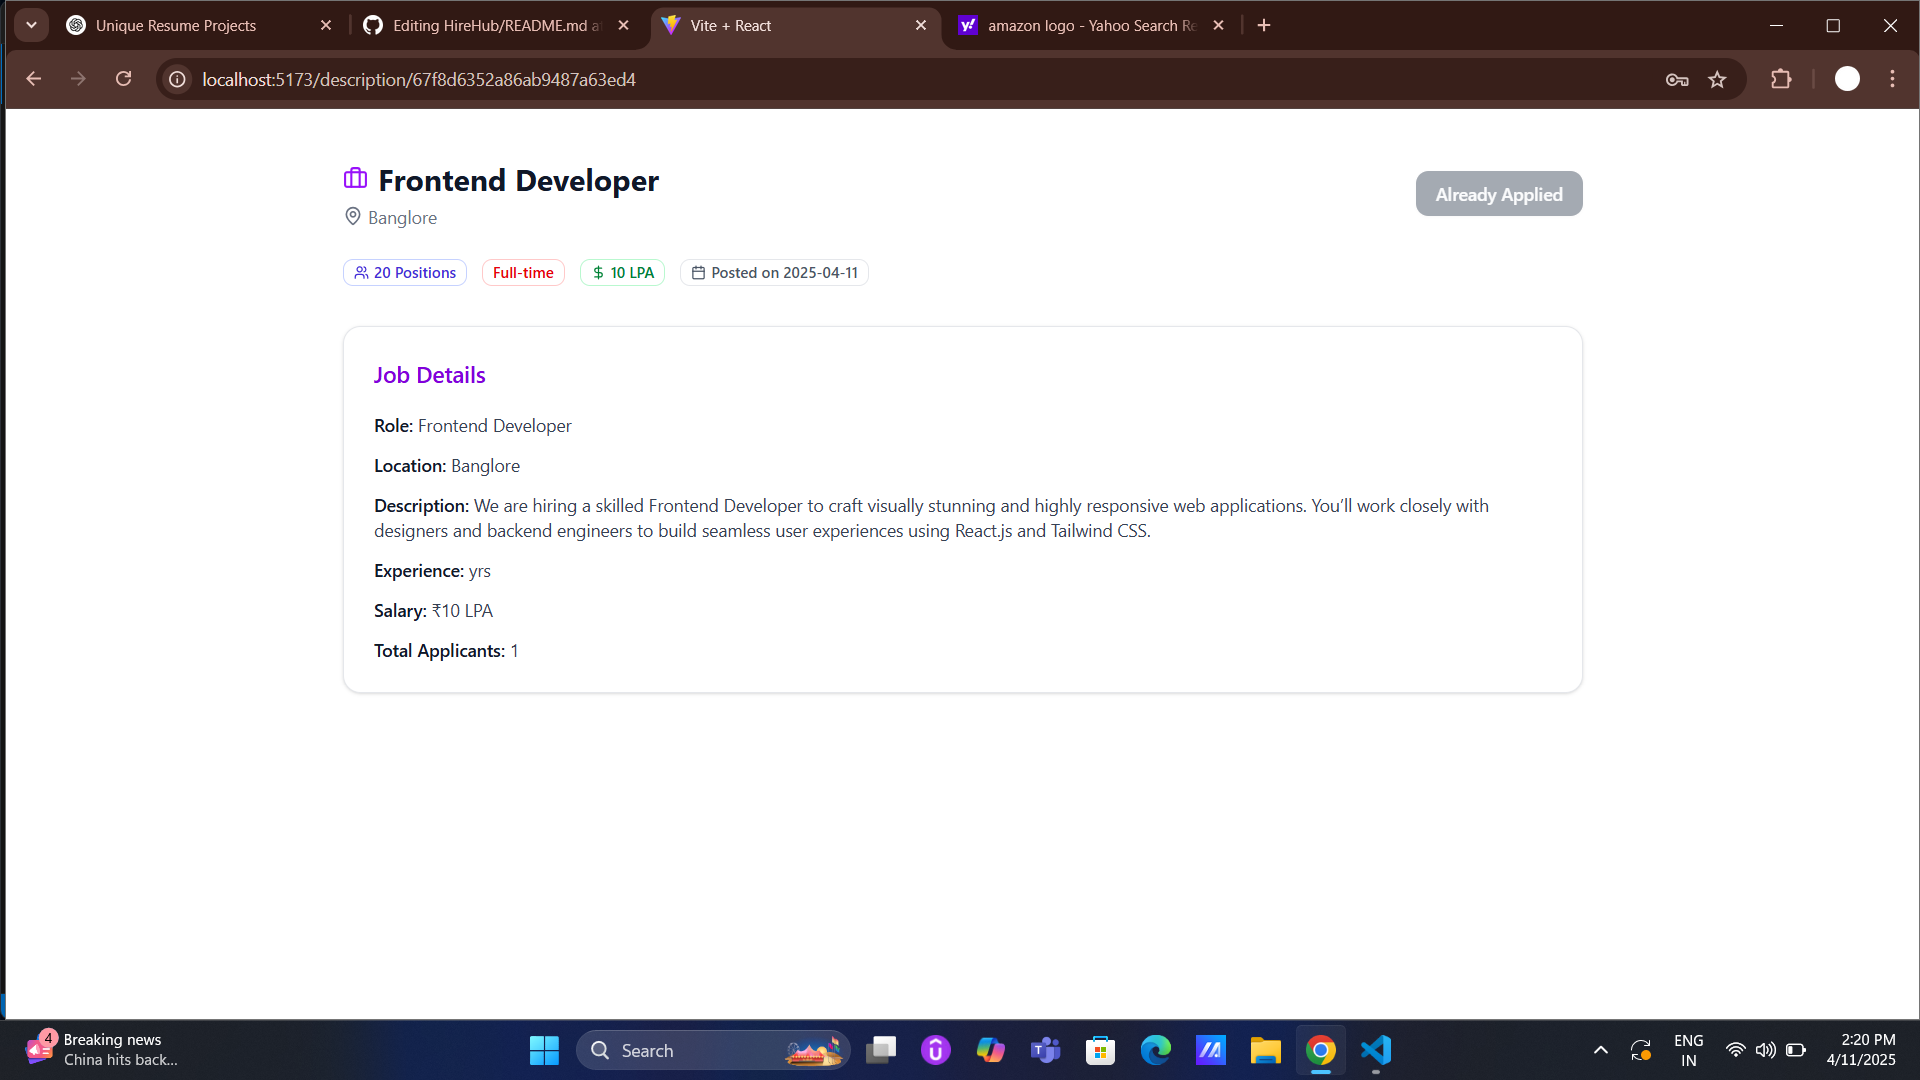 Unique Resume Projects
Editing HireHub/README.md a
Vite + React
amazon logo - Yahoo Search Re
localhost:5173/description/67f8d6352a86ab9487a63ed4
Frontend Developer
Already Applied
Banglore
20 Positions
Full-time
$ 10 LPA
Posted on 2025-04-11
Job Details
Role: Frontend Developer
Location: Banglore
Description: We are hiring a skilled Frontend Developer to craft visually stunning and highly responsive web applications. You’ll work closely with
designers and backend engineers to build seamless user experiences using React.js and Tailwind CSS.
Experience: yrs
Salary: ₹10 LPA
Total Applicants: 1
4
Breaking news
China hits back...
Search
ENG
IN
2:20 PM
4/11/2025